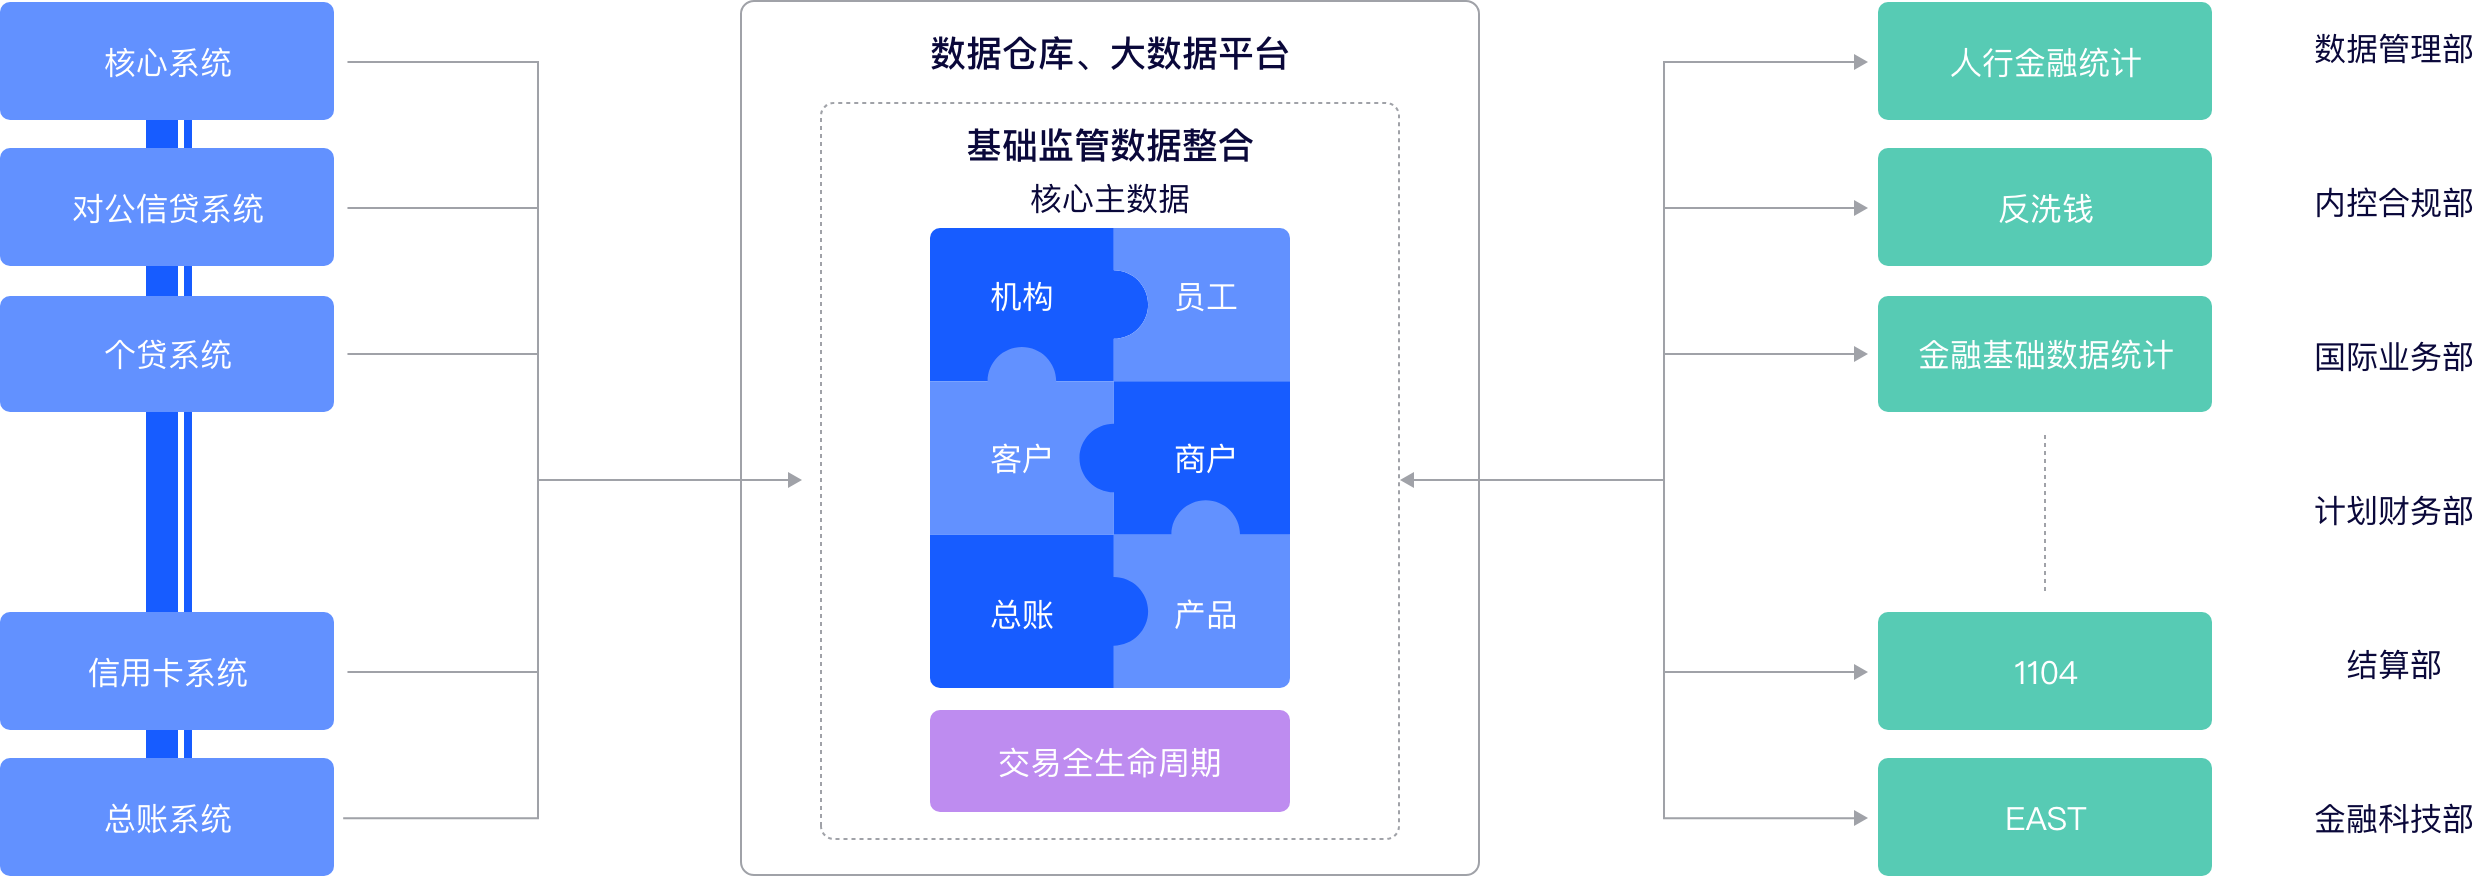 核心系统
对公信贷系统
个贷系统
信用卡系统
总账系统
数据仓库、大数据平台
基础监管数据整合
核心主数据
机构
员工
客户
商户
总账
产品
交易全生命周期
人行金融统计
反洗钱
金融基础数据统计
1104
EAST
数据管理部
内控合规部
国际业务部
计划财务部
结算部
金融科技部